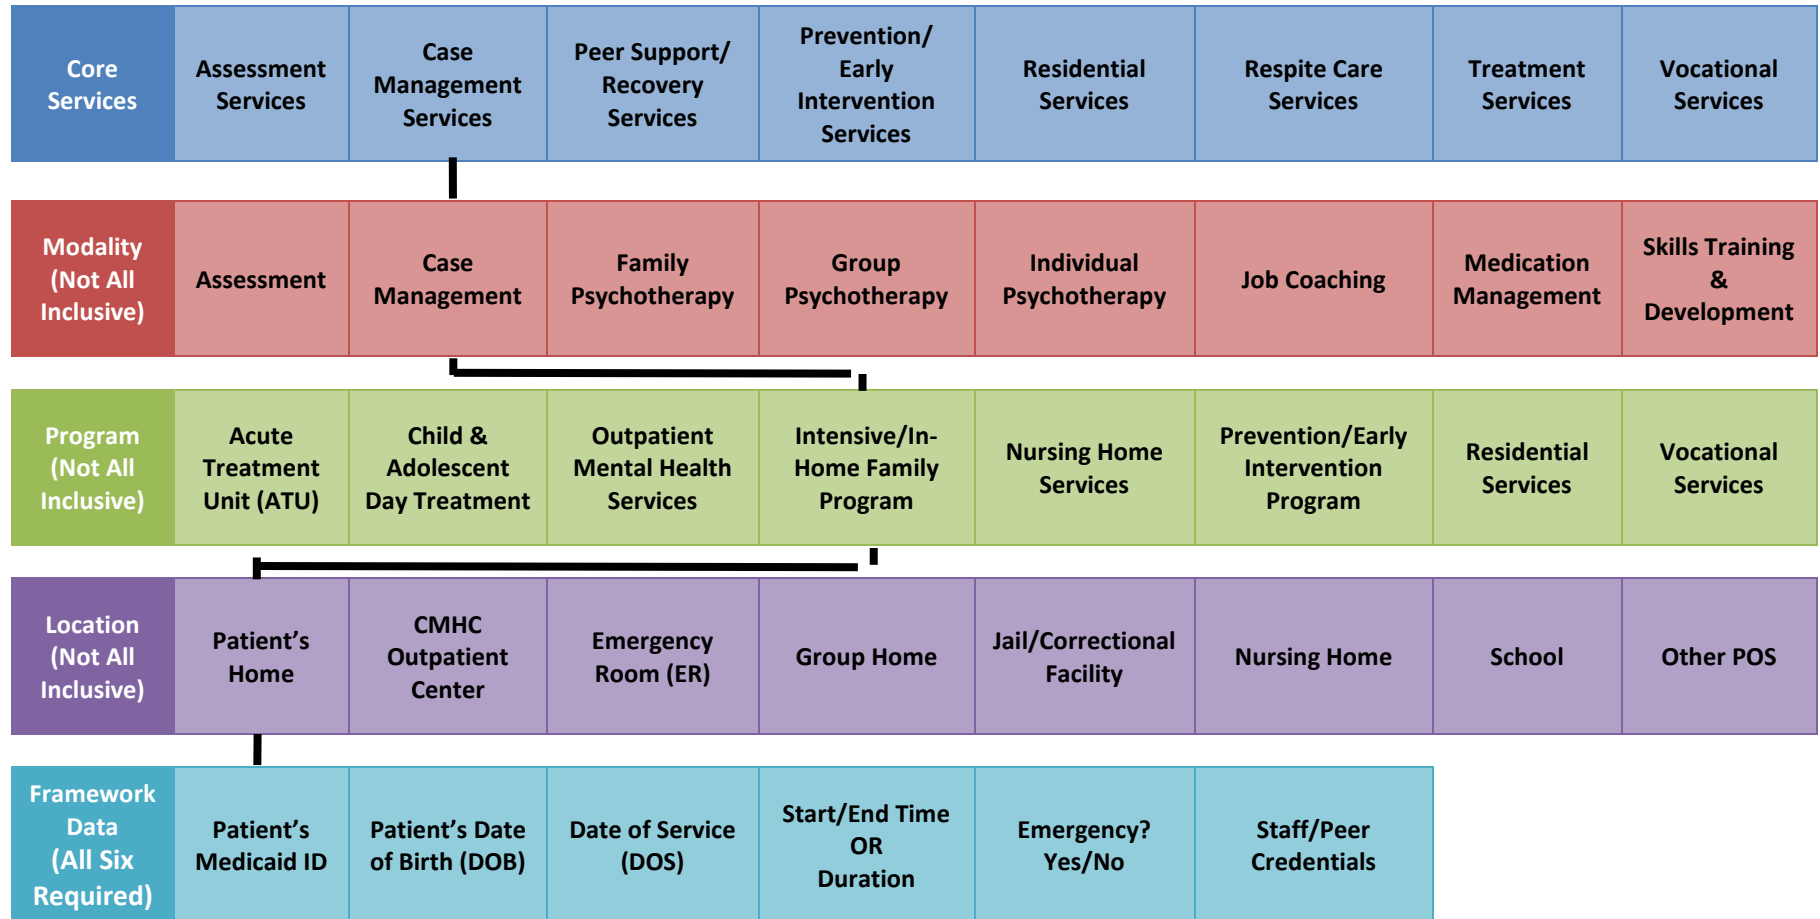 Core
Services
Assessment
Services
Case
Management
Services
Peer Support/
Recovery
Services
Prevention/
Early
Intervention
Services
Residential
Services
Respite Care
Services
Treatment
Services
Vocational
Services
Modality
(Not All
Inclusive)
Assessment
Case
Management
Family
Psychotherapy
Group
Psychotherapy
Individual
Psychotherapy
Job Coaching
Medication
Management
Skills Training
&
Development
Program
(Not All
Inclusive)
Acute
Treatment
Unit (ATU)
Child &
Adolescent
Day Treatment
Outpatient
Mental Health
Services
Intensive/In-
Home Family
Program
Nursing Home
Services
Prevention/Early
Intervention
Program
Residential
Services
Vocational
Services
Location
(Not All
Inclusive)
Patient’s
Home
CMHC
Outpatient
Center
Emergency
Room (ER)
Group Home
Jail/Correctional
Facility
Nursing Home
School
Other POS
Framework
Data
(All Six
Required)
Patient’s
Medicaid ID
Patient’s Date
of Birth (DOB)
Date of Service
(DOS)
Start/End Time
OR
Duration
Emergency?
Yes/No
Staff/Peer
Credentials